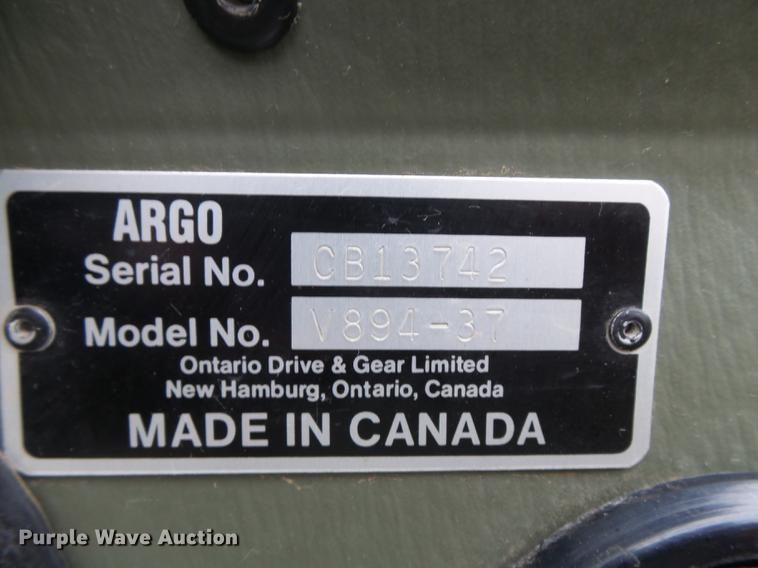 ARGO
Serial No. CB13742
Model No. V894-37
Ontario Drive & Gear Limited
New Hamburg, Ontario, Canada
MADE IN CANADA
Purple Wave Auction